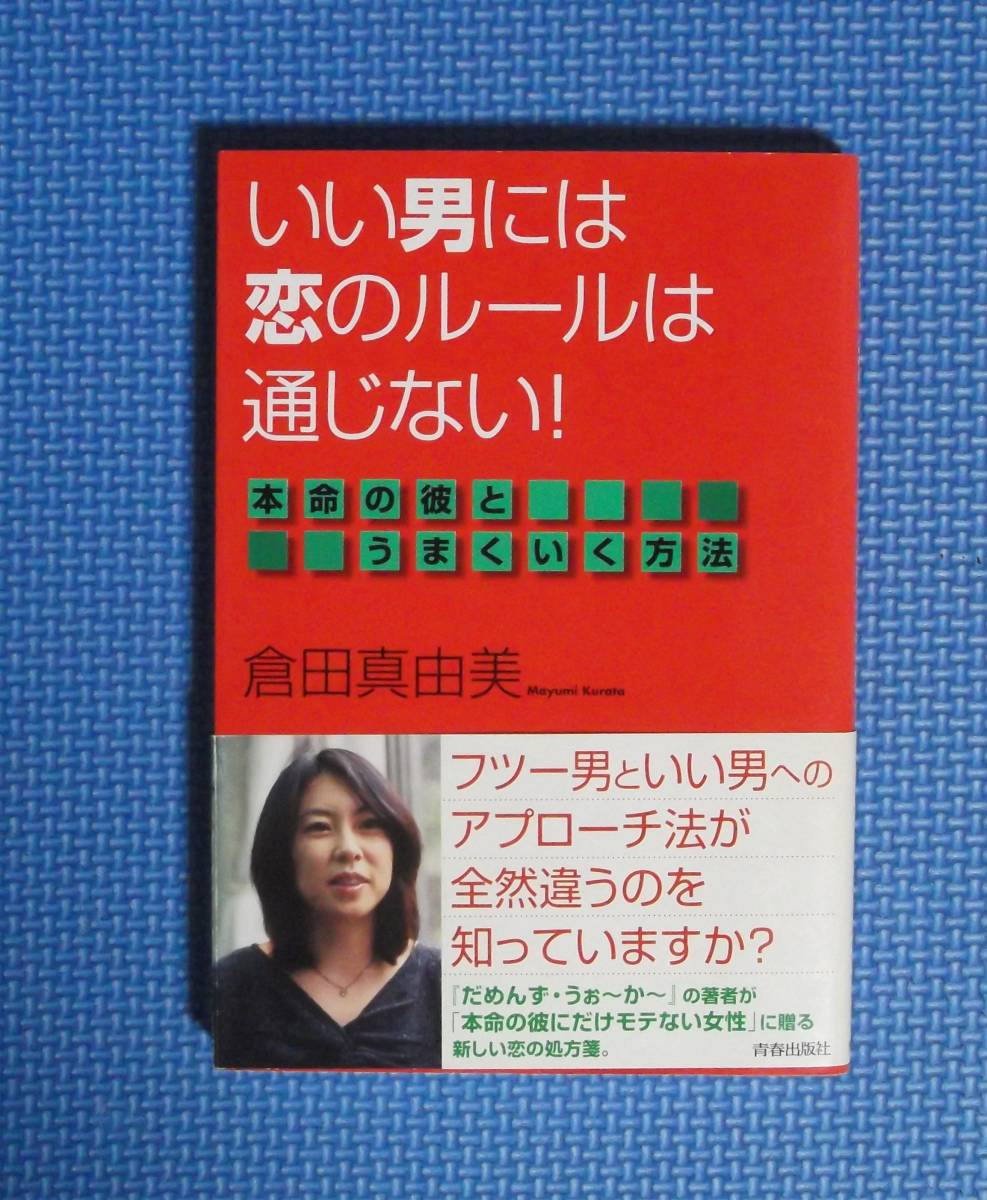 いい男には
恋のルールは
通じない!
本命の彼と
うまくいく方法
倉田真由美 Mayumi Kurata
フツー男といい男への
アプローチ法が
全然違うのを
知っていますか?
『だめんず・うぉ〜か〜』の著者が
「本命の彼にだけモテない女性」に贈る
新しい恋の処方箋。
青春出版社